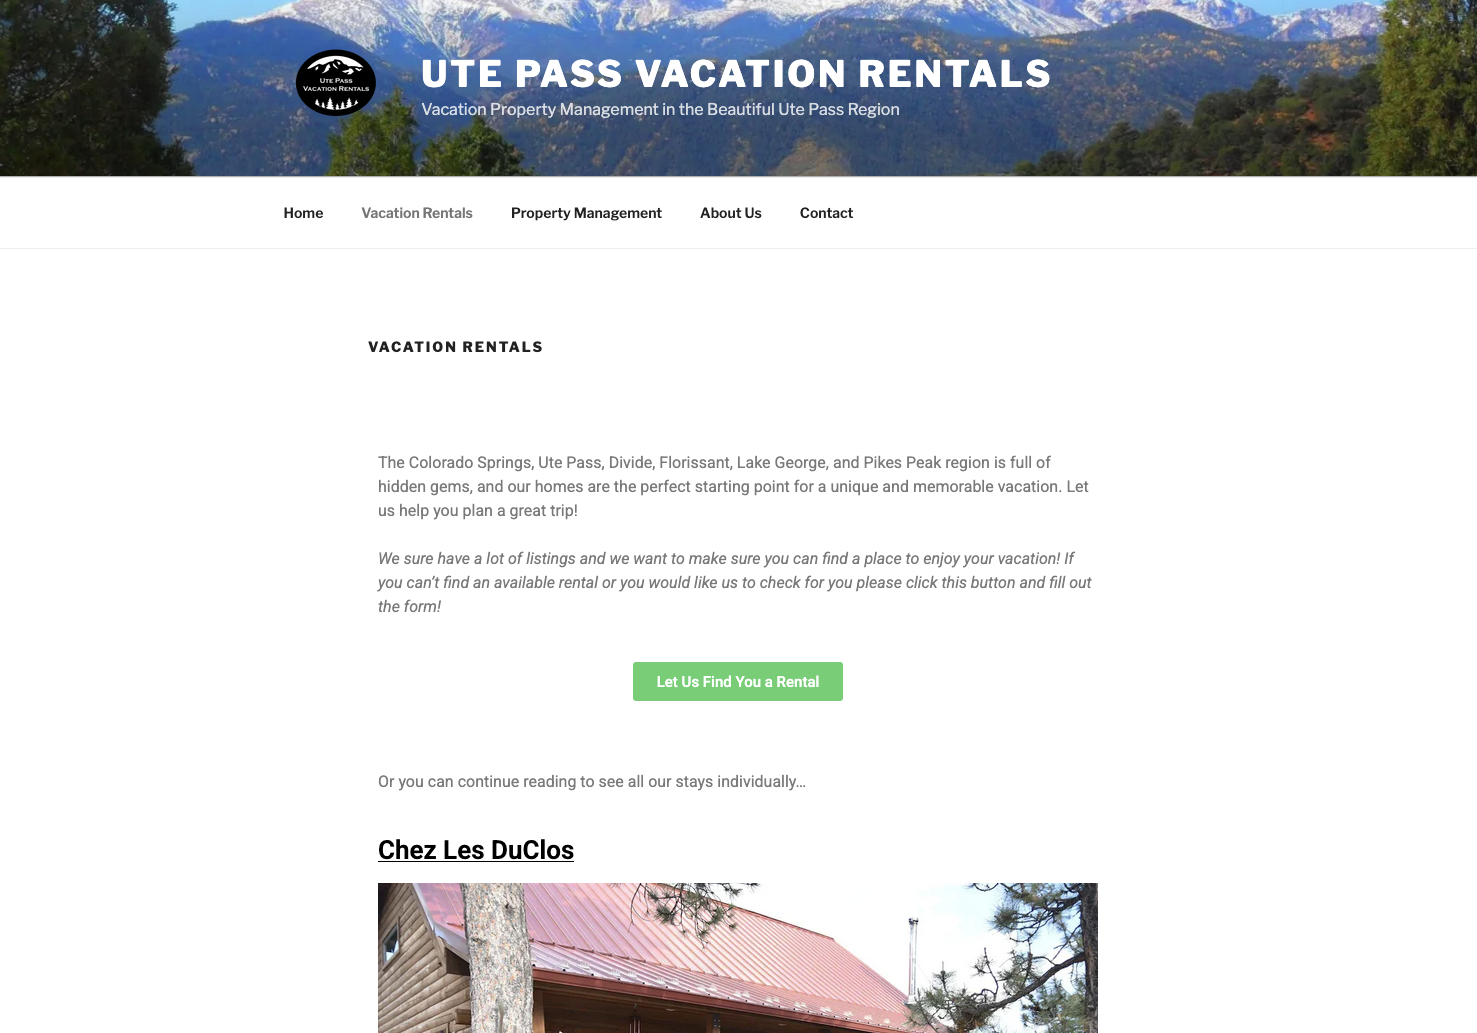 UTE PASS
VACATION RENTALS
UTE PASS VACATION RENTALS
Vacation Property Management in the Beautiful Ute Pass Region
Home Vacation Rentals Property Management About Us Contact
VACATION RENTALS
The Colorado Springs, Ute Pass, Divide, Florissant, Lake George, and Pikes Peak region is full of
hidden gems, and our homes are the perfect starting point for a unique and memorable vacation. Let
us help you plan a great trip!
We sure have a lot of listings and we want to make sure you can find a place to enjoy your vacation! If
you can’t find an available rental or you would like us to check for you please click this button and fill out
the form!
Let Us Find You a Rental
Or you can continue reading to see all our stays individually…
Chez Les DuClos